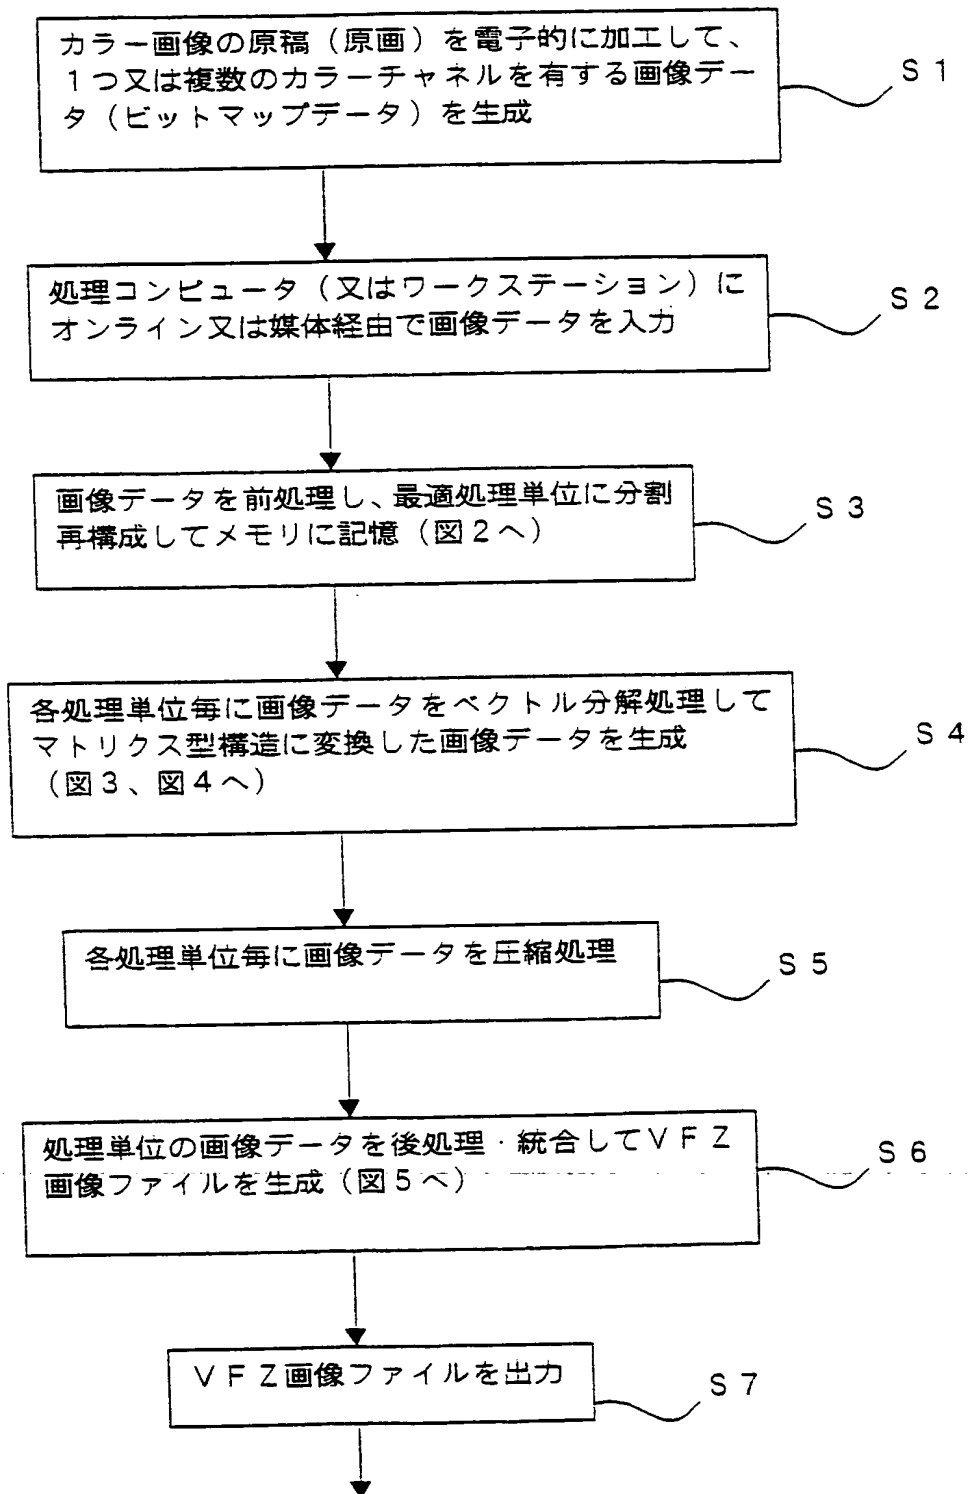 カラー画像の原稿（原画）を電子的に加工して、
１つ又は複数のカラーチャネルを有する画像デー
タ（ビットマップデータ）を生成
Ｓ１
処理コンピュータ（又はワークステーション）に
オンライン又は媒体経由で画像データを入力
Ｓ２
画像データを前処理し、最適処理単位に分割
再構成してメモリに記憶（図２へ）
Ｓ３
各処理単位毎に画像データをベクトル分解処理して
マトリクス型構造に変換した画像データを生成
（図３、図４へ）
Ｓ４
各処理単位毎に画像データを圧縮処理
Ｓ５
処理単位の画像データを後処理・統合してＶＦＺ
画像ファイルを生成（図５へ）
Ｓ６
ＶＦＺ画像ファイルを出力
Ｓ７